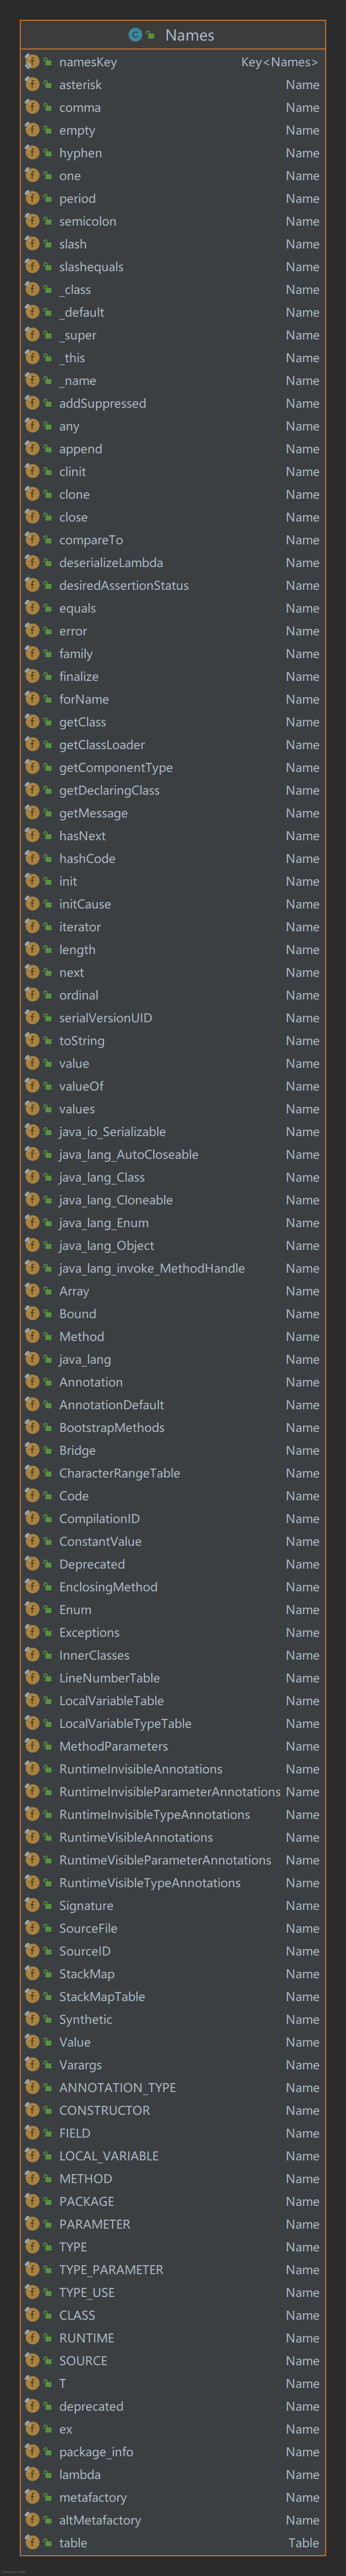 Names
namesKey Key<Names>
asterisk Name
comma Name
empty Name
hyphen Name
one Name
period Name
semicolon Name
slash Name
slashequals Name
_class Name
_default Name
_super Name
_this Name
_name Name
addSuppressed Name
any Name
append Name
clinit Name
clone Name
close Name
compareTo Name
deserializeLambda Name
desiredAssertionStatus Name
equals Name
error Name
family Name
finalize Name
forName Name
getClass Name
getClassLoader Name
getComponentType Name
getDeclaringClass Name
getMessage Name
hasNext Name
hashCode Name
init Name
initCause Name
iterator Name
length Name
next Name
ordinal Name
serialVersionUID Name
toString Name
value Name
valueOf Name
values Name
java_io_Serializable Name
java_lang_AutoCloseable Name
java_lang_Class Name
java_lang_Cloneable Name
java_lang_Enum Name
java_lang_Object Name
java_lang_invoke_MethodHandle Name
Array Name
Bound Name
Method Name
java_lang Name
Annotation Name
AnnotationDefault Name
BootstrapMethods Name
Bridge Name
CharacterRangeTable Name
Code Name
CompilationID Name
ConstantValue Name
Deprecated Name
EnclosingMethod Name
Enum Name
Exceptions Name
InnerClasses Name
LineNumberTable Name
LocalVariableTable Name
LocalVariableTypeTable Name
MethodParameters Name
RuntimeInvisibleAnnotations Name
RuntimeInvisibleParameterAnnotations Name
RuntimeInvisibleTypeAnnotations Name
RuntimeVisibleAnnotations Name
RuntimeVisibleParameterAnnotations Name
RuntimeVisibleTypeAnnotations Name
Signature Name
SourceFile Name
SourceID Name
StackMap Name
StackMapTable Name
Synthetic Name
Value Name
Varargs Name
ANNOTATION_TYPE Name
CONSTRUCTOR Name
FIELD Name
LOCAL_VARIABLE Name
METHOD Name
PACKAGE Name
PARAMETER Name
TYPE Name
TYPE_PARAMETER Name
TYPE_USE Name
CLASS Name
RUNTIME Name
SOURCE Name
T Name
deprecated Name
ex Name
package_info Name
lambda Name
metafactory Name
altMetafactory Name
table Table